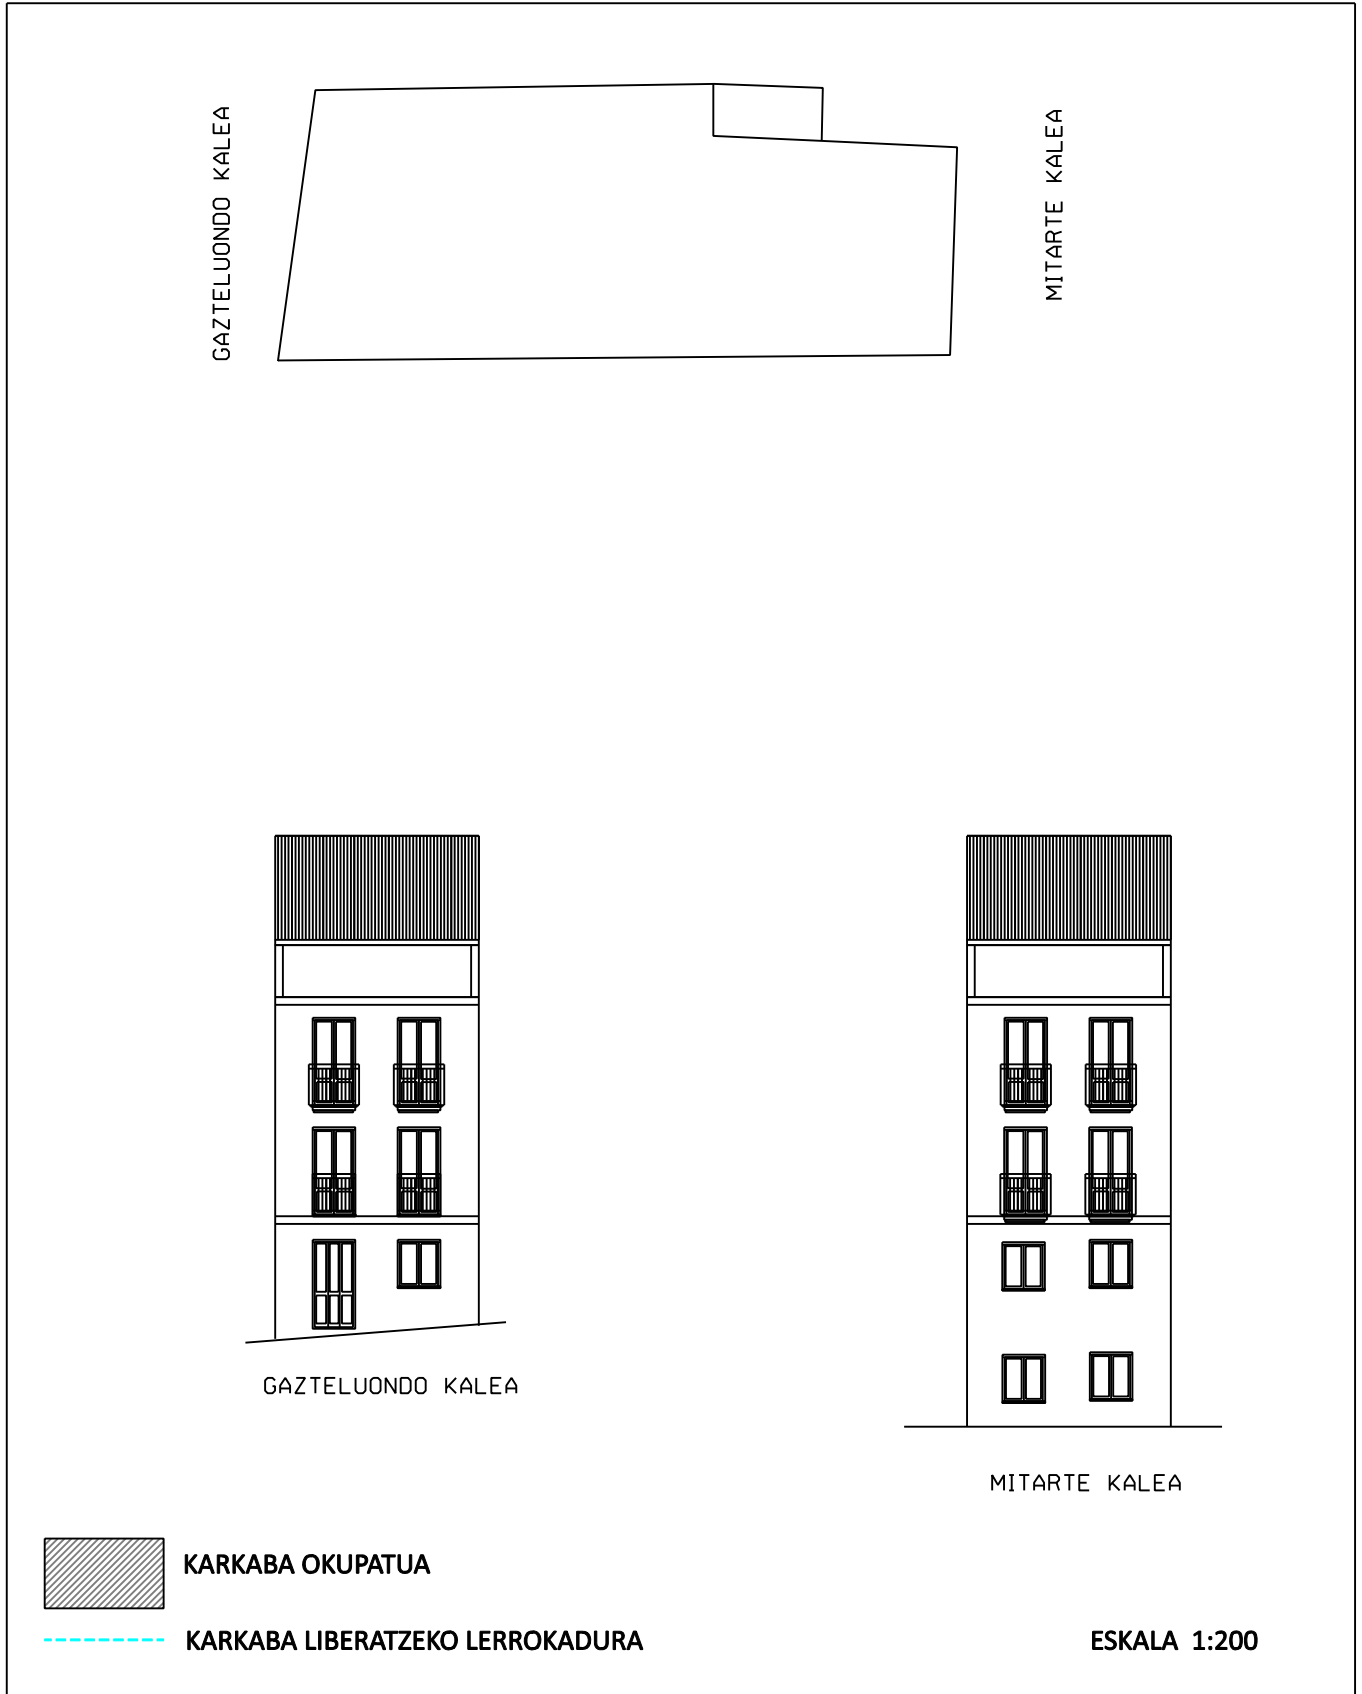 GAZTELUONDO KALEA
MITARTE KALEA
GAZTELUONDO KALEA
MITARTE KALEA
KARKABA OKUPATUA
KARKABA LIBERATZEKO LERROKADURA
ESKALA 1:200